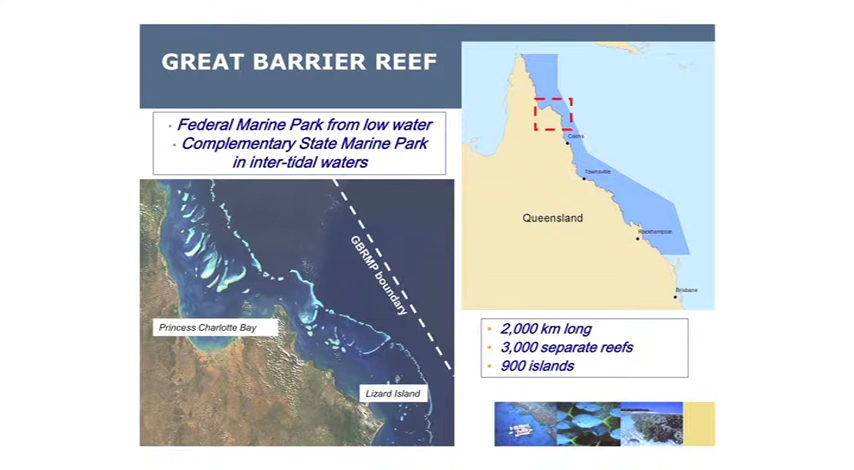 GREAT BARRIER REEF
• Federal Marine Park from low water
• Complementary State Marine Park
in inter-tidal waters
GBRMP boundary
Princess Charlotte Bay
Lizard Island
Cairns
Townsville
Queensland
Rockhampton
Brisbane
• 2,000 km long
• 3,000 separate reefs
• 900 islands